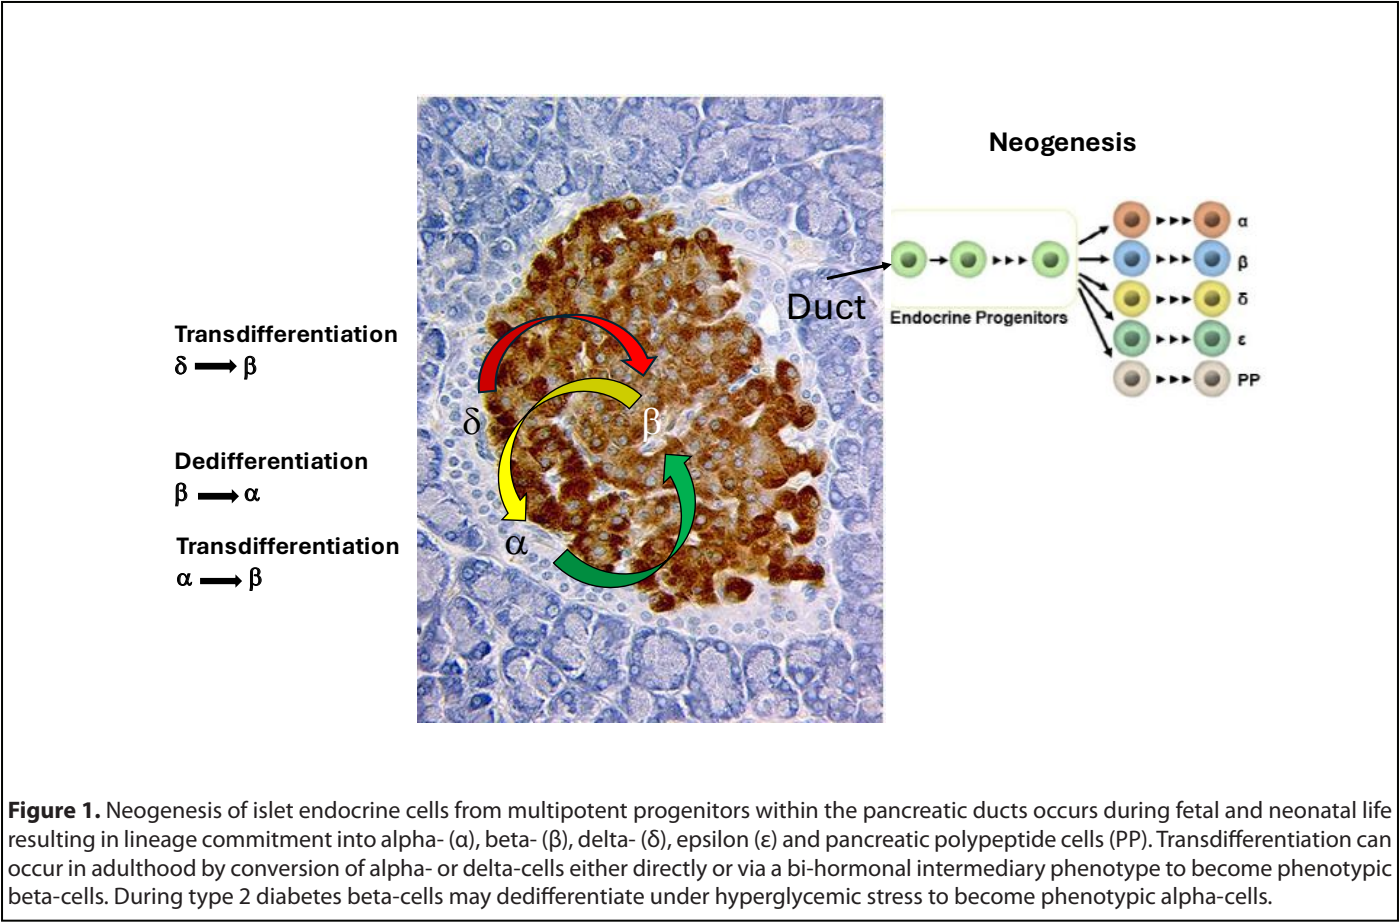 Neogenesis
α
β
δ
ε
PP
Endocrine Progenitors
Duct
Transdifferentiation
δ ➞ β
Dedifferentiation
β ➞ α
Transdifferentiation
α ➞ β
δ
β
α
Figure 1. Neogenesis of islet endocrine cells from multipotent progenitors within the pancreatic ducts occurs during fetal and neonatal life
resulting in lineage commitment into alpha- (α), beta- (β), delta- (δ), epsilon (ε) and pancreatic polypeptide cells (PP). Transdifferentiation can
occur in adulthood by conversion of alpha- or delta-cells either directly or via a bi-hormonal intermediary phenotype to become phenotypic
beta-cells. During type 2 diabetes beta-cells may dedifferentiate under hyperglycemic stress to become phenotypic alpha-cells.